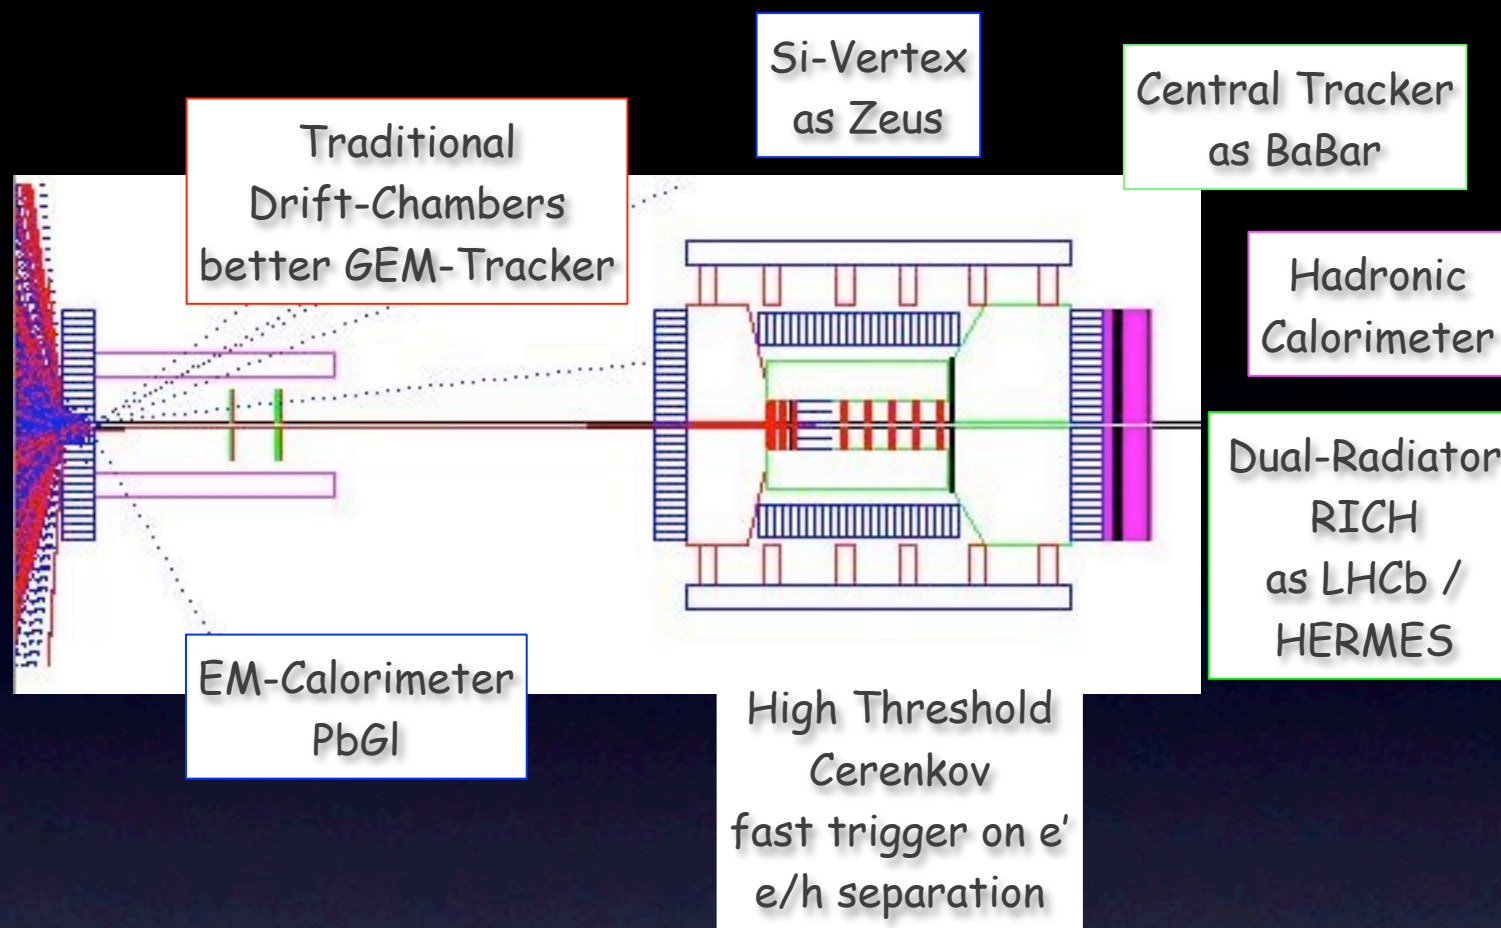 Si-Vertex
as Zeus
Central Tracker
as BaBar
Traditional
Drift-Chambers
better GEM-Tracker
Hadronic
Calorimeter
Dual-Radiator
RICH
as LHCb /
HERMES
EM-Calorimeter
PbGl
High Threshold
Cerenkov
fast trigger on e’
e/h separation